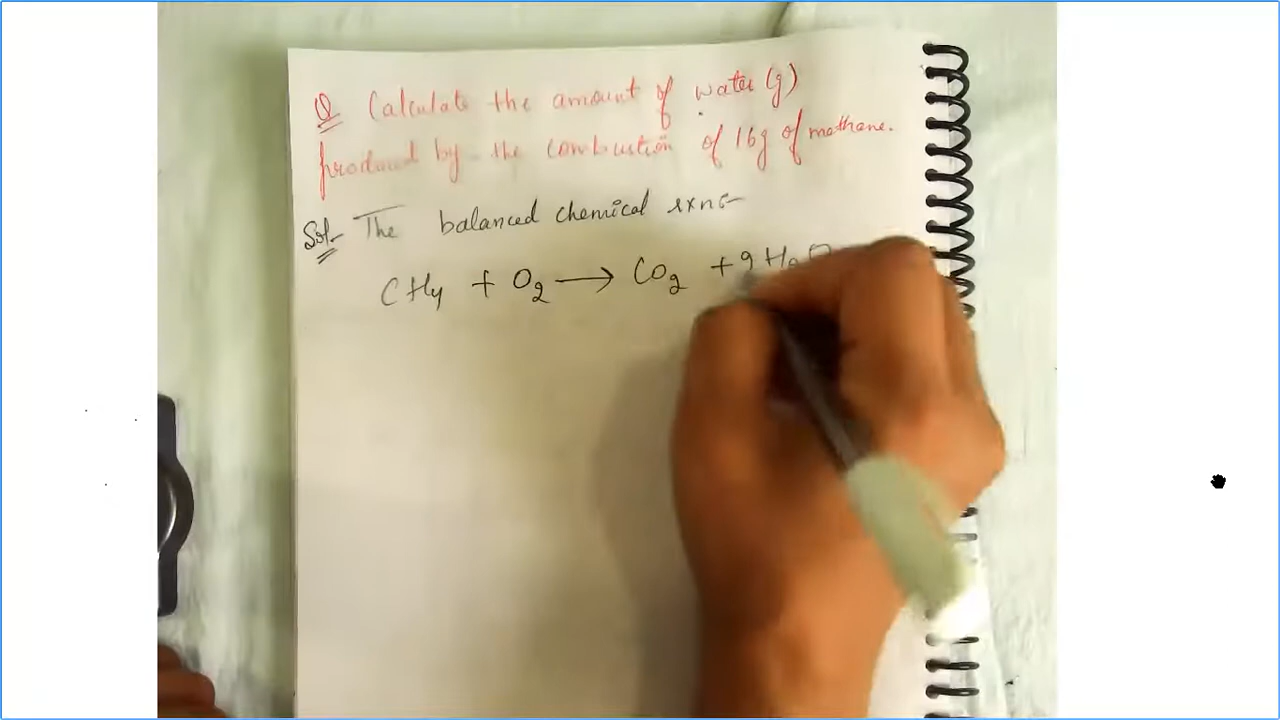 Q Calculate the amount of water (g)
produced by the combustion of 16g of methane.
Sol- The balanced chemical rxn:-
CH4 + O2 → CO2 + 2 H2O